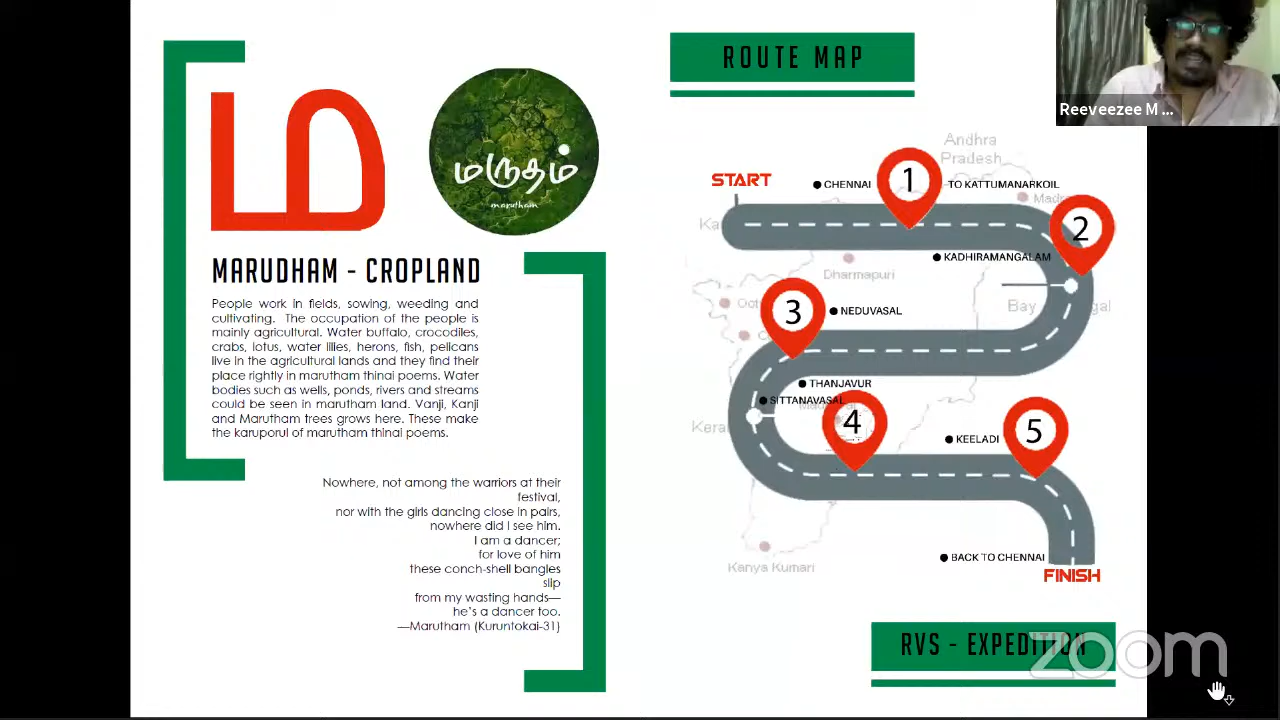 ம
மருதம்
marutham
MARUDHAM - CROPLAND
People work in fields, sowing, weeding and
cultivating. The occupation of the people is
mainly agricultural. Water buffalo, crocodiles,
crabs, lotus, water lilies, herons, fish, pelicans
live in the agricultural lands and they find their
place rightly in marutham thinai poems. Water
bodies such as wells, ponds, rivers and streams
could be seen in marutham land. Vanji, Kanji
and Marutham trees grows here. These make
the karuporul of marutham thinai poems.
Nowhere, not among the warriors at their
festival,
nor with the girls dancing close in pairs,
nowhere did I see him.
I am a dancer;
for love of him
these conch-shell bangles
slip
from my wasting hands—
he's a dancer too.
—Marutham (Kuruntokai-31)
ROUTE MAP
Andhra
Pradesh
START
CHENNAI
1
TO KATTUMANARKOIL
2
KADHIRAMANGALAM
Dharmapuri
Bay
3
NEDUVASAL
THANJAVUR
SITTANAVASAL
4
KEELADI
5
BACK TO CHENNAI
Kanya Kumari
FINISH
RVS - EXPEDITION
Reeveezee M ...
zoom